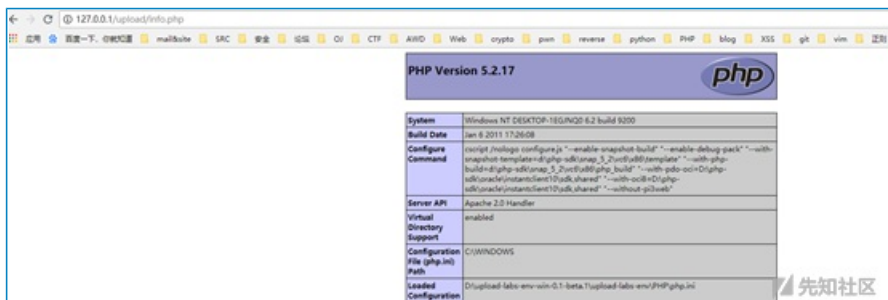 127.0.0.1/upload/info.php
应用 百度一下，你就知道 mail&site SRC 安全 论坛 OJ CTF AWD Web crypto pwn reverse python PHP blog XSS git vim 正则
PHP Version 5.2.17
php
System Windows NT DESKTOP-1EGJNQ0 6.2 build 9200
Build Date Jan 6 2011 17:26:08
Configure Command cscript /nologo configure.js "--enable-snapshot-build" "--enable-debug-pack" "--with-
snapshot-template=d:\php-sdk\snap_5_2\vc6\x86\template" "--with-php-
build=d:\php-sdk\snap_5_2\vc6\x86\php_build" "--with-pdo-oci=D:\php-
sdk\oracle\instantclient10\sdk,shared" "--with-oci8=D:\php-
sdk\oracle\instantclient10\sdk,shared" "--without-pi3web"
Server API Apache 2.0 Handler
Virtual Directory Support enabled
Configuration File (php.ini) Path C:\WINDOWS
Loaded Configuration D:\upload-labs-env-win-0.1-beta.1\upload-labs-env\PHP\php.ini
先知社区